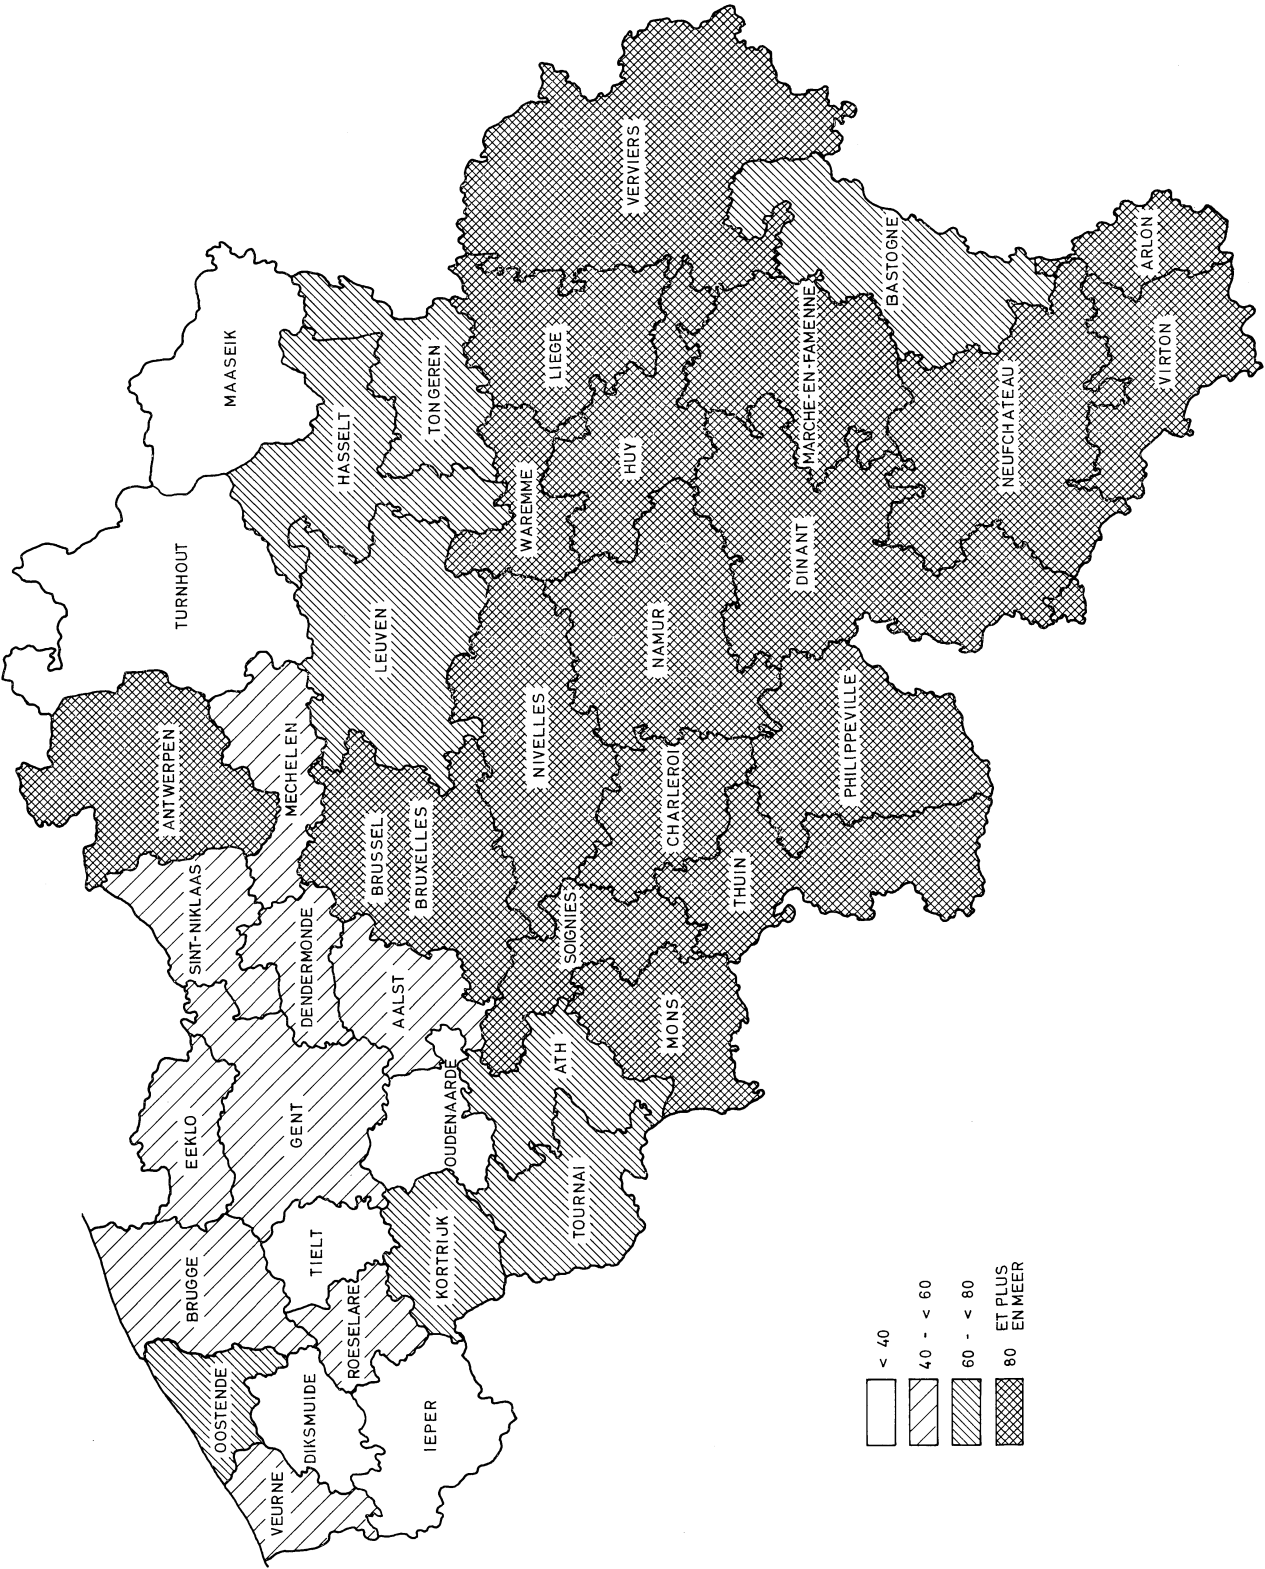 MAASEIK
TURNHOUT
ANTWERPEN
SINT-NIKLAAS
EEKLO
BRUGGE
OOSTENDE
VEURNE
DIKSMUIDE
TIELT
ROESELARE
IEPER
GENT
DENDERMONDE
MECHELEN
HASSELT
TONGEREN
LEUVEN
BRUSSEL
BRUXELLES
AALST
OUDENAARDE
KORTRIJK
TOURNAI
ATH
SOIGNIES
NIVELLES
WAREMME
LIEGE
VERVIERS
HUY
NAMUR
CHARLEROI
MONS
THUIN
PHILIPPEVILLE
DINANT
MARCHE-EN-FAMENNE
BASTOGNE
NEUFCHATEAU
VIRTON
ARLON
< 40
40 - < 60
60 - < 80
80 ET PLUS
EN MEER